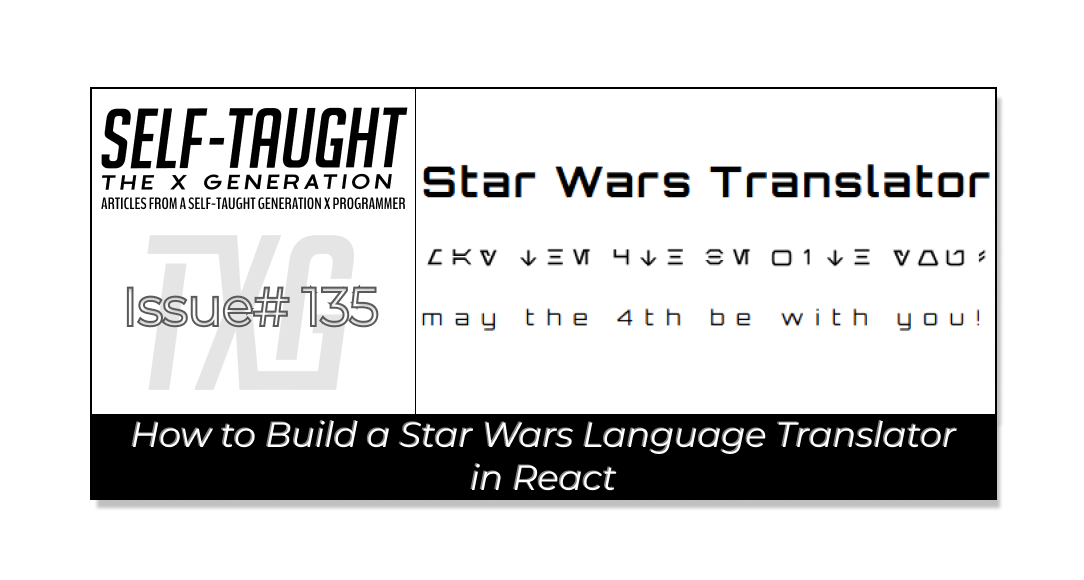 SELF-TAUGHT
THE X GENERATION
ARTICLES FROM A SELF-TAUGHT GENERATION X PROGRAMMER
TXG
Issue# 135
Star Wars Translator
may the 4th be with you!
How to Build a Star Wars Language Translator
in React